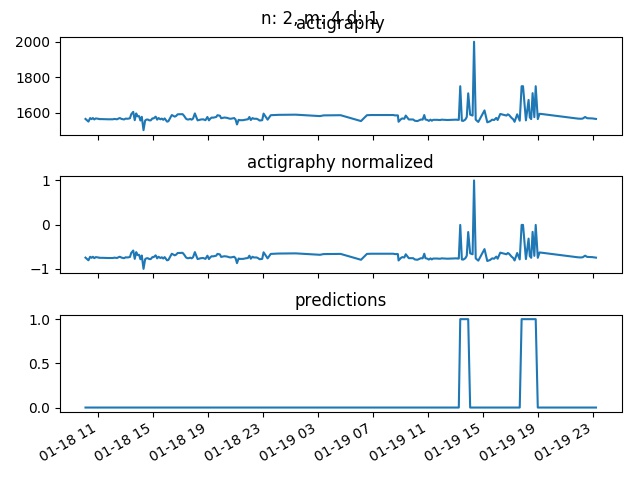 n: 2, m: 4 d: 1
actigraphy
2000
1800
1600
actigraphy normalized
1
0
−1
predictions
1.0
0.5
0.0
01-18 11 01-18 15 01-18 19 01-18 23 01-19 03 01-19 07 01-19 11 01-19 15 01-19 19 01-19 23